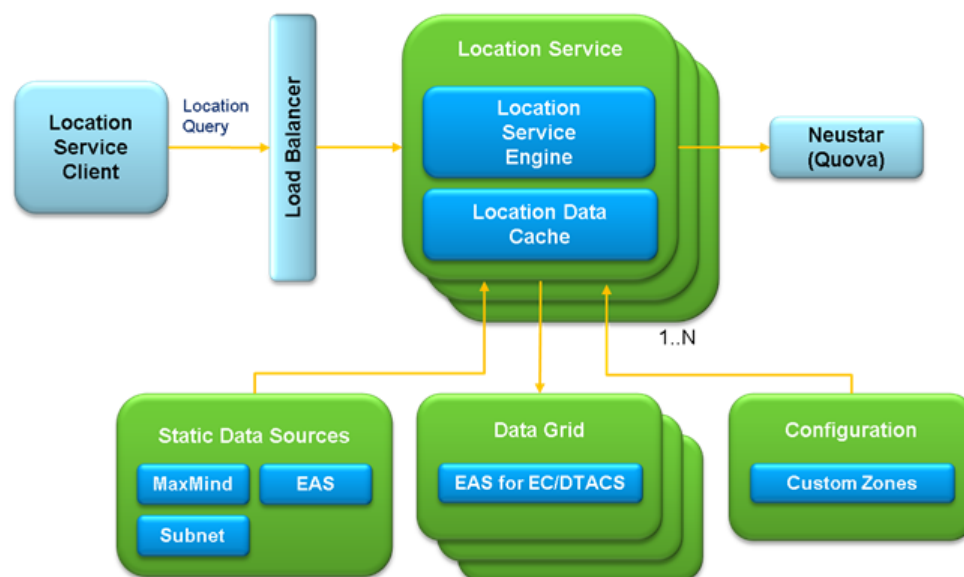 Location Service
Location
Service
Client
Location
Query
Load Balancer
Location
Service
Engine
Location Data
Cache
Neustar
(Quova)
1..N
Static Data Sources
MaxMind
EAS
Subnet
Data Grid
EAS for EC/DTACS
Configuration
Custom Zones